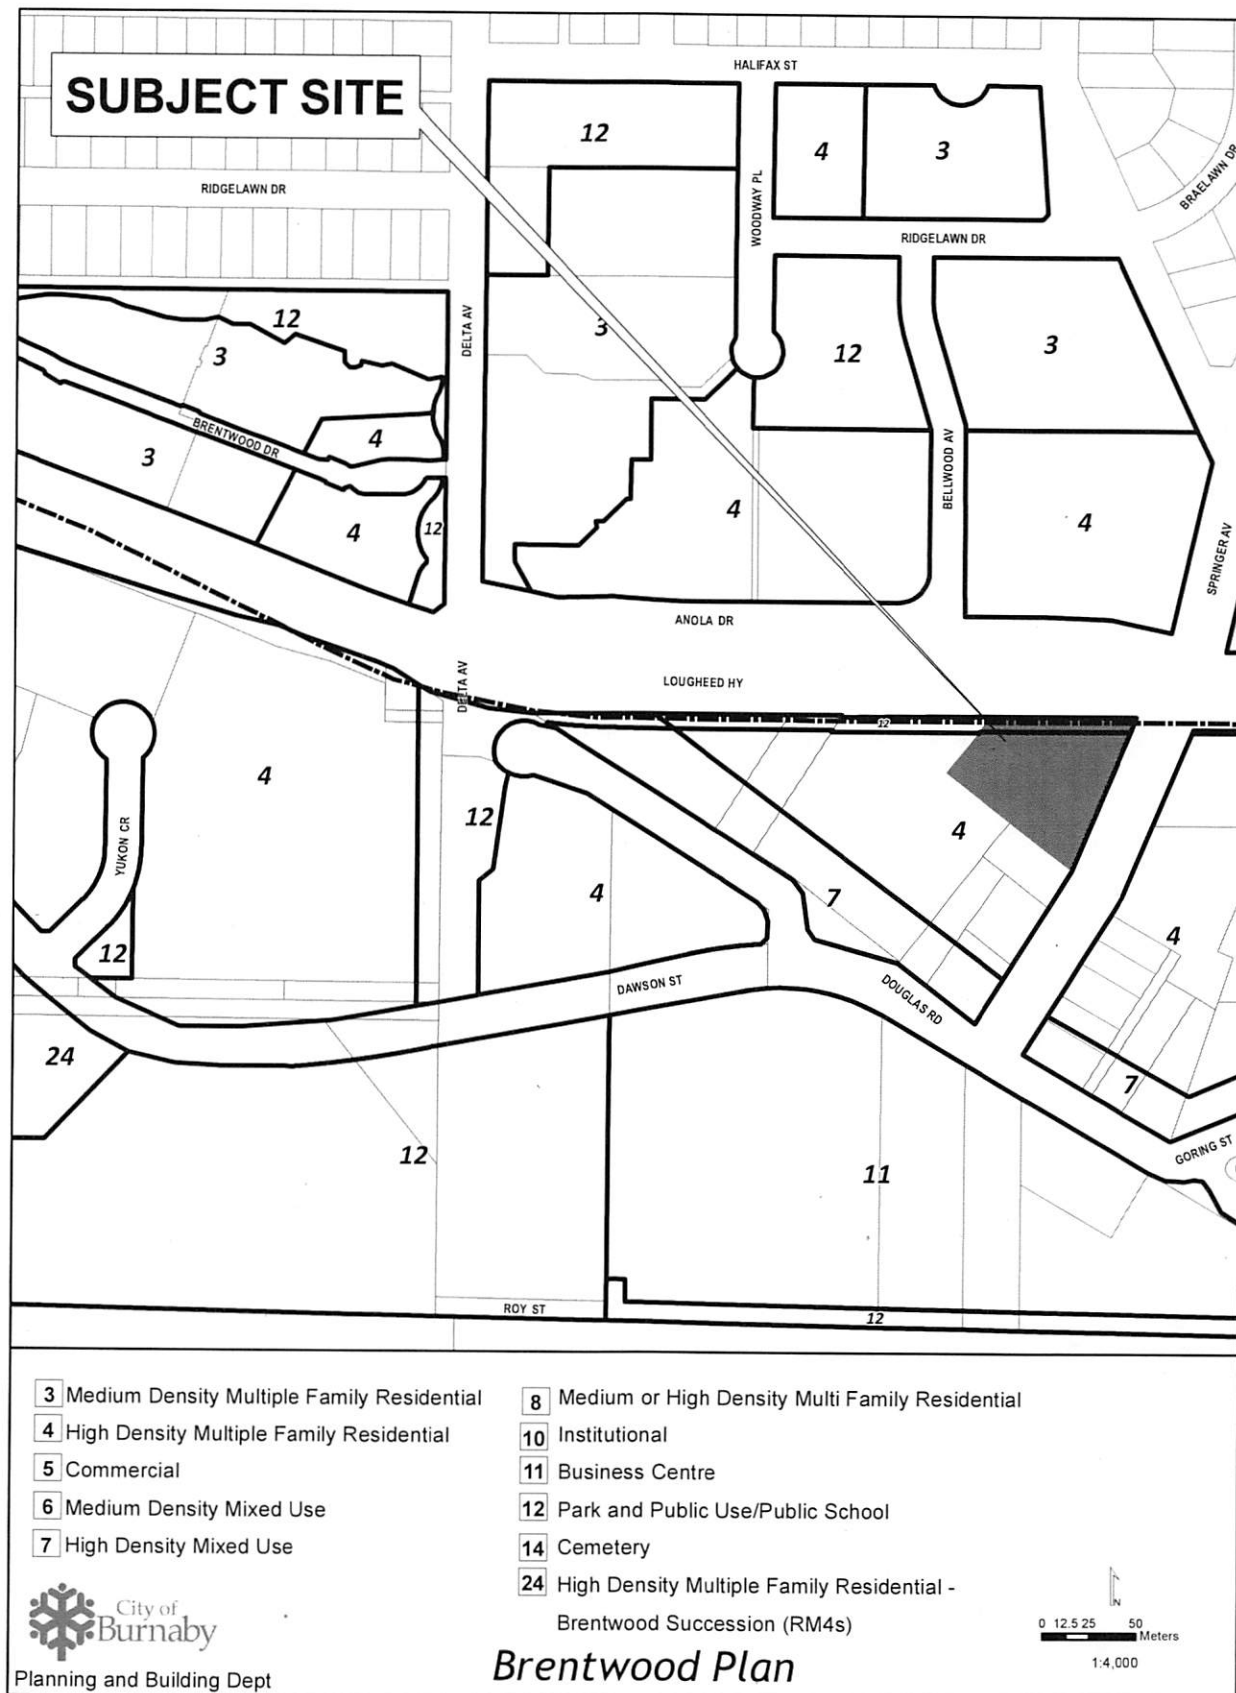 HALIFAX ST
SUBJECT SITE
12
4
3
BRAELAWN DR
RIDGELAWN DR
WOODWAY PL
RIDGELAWN DR
12
3
DELTA AV
3
12
3
BRENTWOOD DR
4
3
4
12
4
BELLWOOD AV
4
SPRINGER AV
ANOLA DR
DELTA AV
LOUGHEED HY
12
4
YUKON CR
12
4
4
7
12
4
DAWSON ST
DOUGLAS RD
24
7
12
11
GORING ST
ROY ST
12
3 Medium Density Multiple Family Residential
4 High Density Multiple Family Residential
5 Commercial
6 Medium Density Mixed Use
7 High Density Mixed Use
8 Medium or High Density Multi Family Residential
10 Institutional
11 Business Centre
12 Park and Public Use/Public School
14 Cemetery
24 High Density Multiple Family Residential -
Brentwood Succession (RM4s)
City of
Burnaby
Planning and Building Dept
Brentwood Plan
N
0 12.5 25 50
Meters
1:4,000